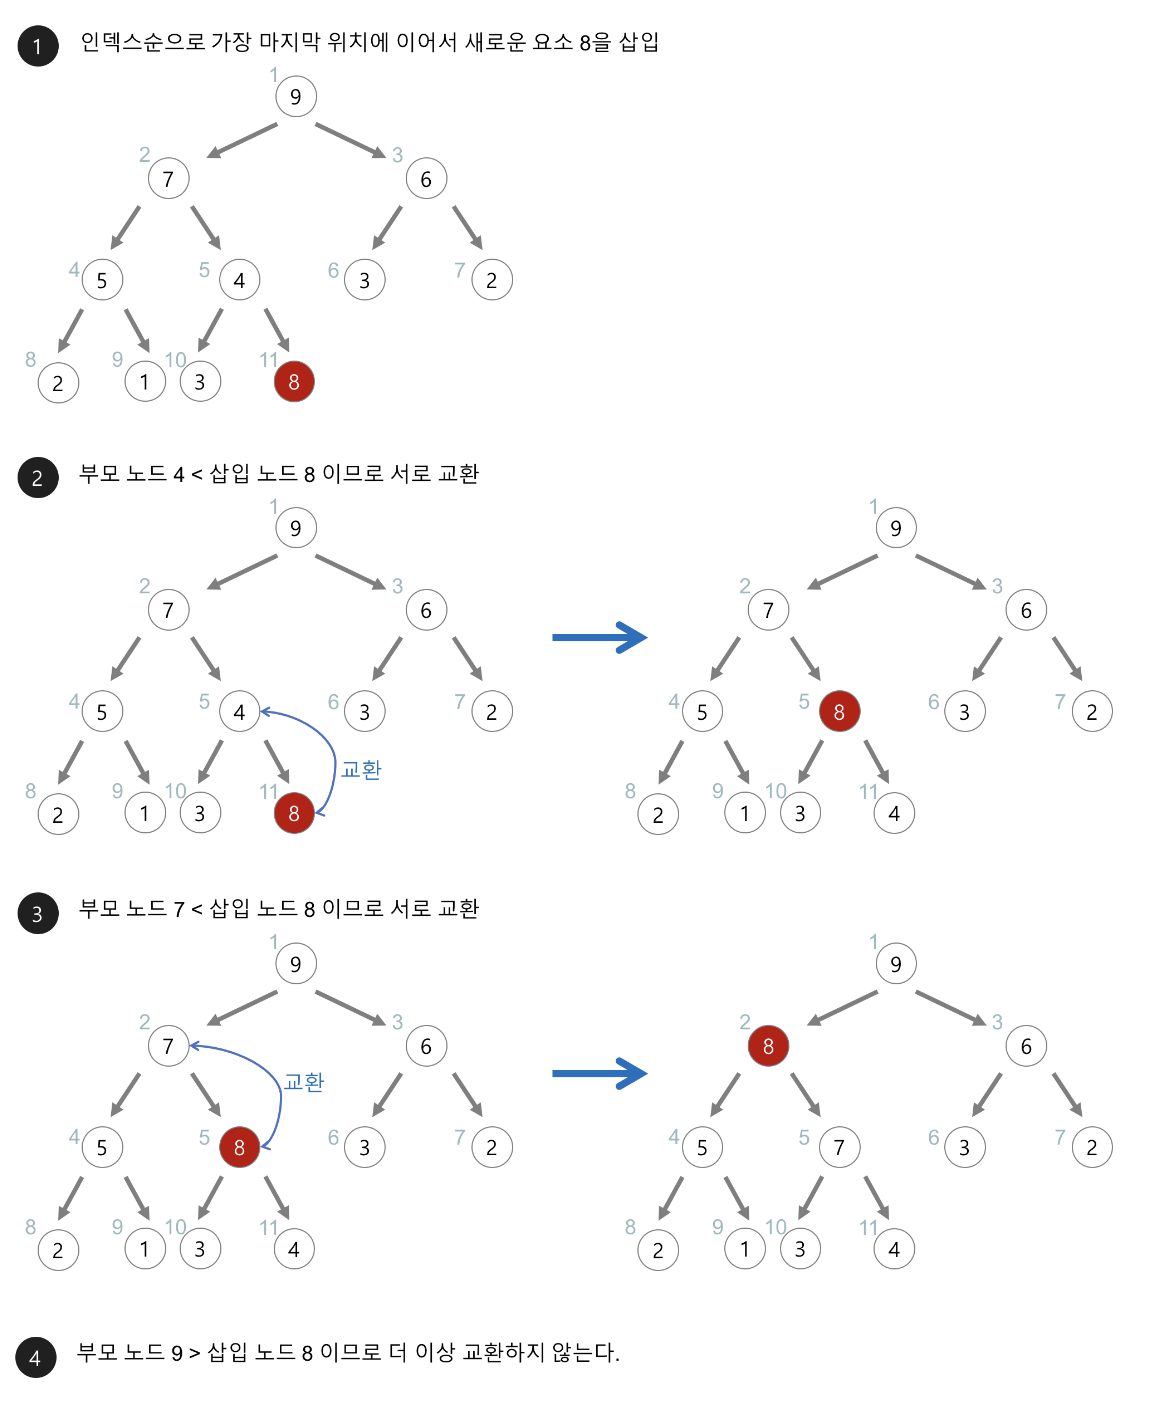 1 인덱스순으로 가장 마지막 위치에 이어서 새로운 요소 8을 삽입
1
9
2 3
7 6
4 5 6 7
5 4 3 2
8 9 10 11
2 1 3 8
2 부모 노드 4 < 삽입 노드 8 이므로 서로 교환
1 1
9 9
2 3 2 3
7 6 7 6
4 5 6 7 4 5 6 7
5 4 3 2 5 8 3 2
교환
8 9 10 11 8 9 10 11
2 1 3 8 2 1 3 4
3 부모 노드 7 < 삽입 노드 8 이므로 서로 교환
1 1
9 9
2 3 2 3
7 6 8 6
교환
4 5 6 7 4 5 6 7
5 8 3 2 5 7 3 2
8 9 10 11 8 9 10 11
2 1 3 4 2 1 3 4
4 부모 노드 9 > 삽입 노드 8 이므로 더 이상 교환하지 않는다.